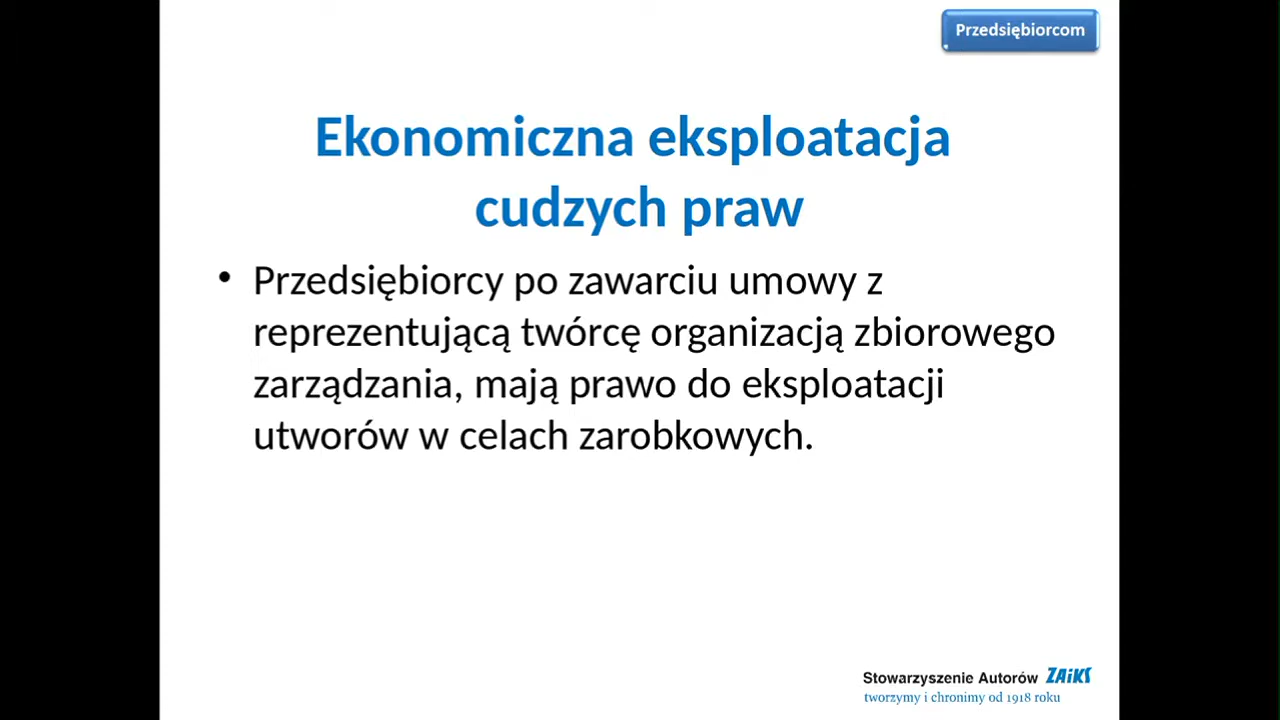 Przedsiębiorcom
Ekonomiczna eksploatacja
cudzych praw
• Przedsiębiorcy po zawarciu umowy z
reprezentującą twórcę organizacją zbiorowego
zarządzania, mają prawo do eksploatacji
utworów w celach zarobkowych.
Stowarzyszenie Autorów ZAiKS
tworzymy i chronimy od 1918 roku